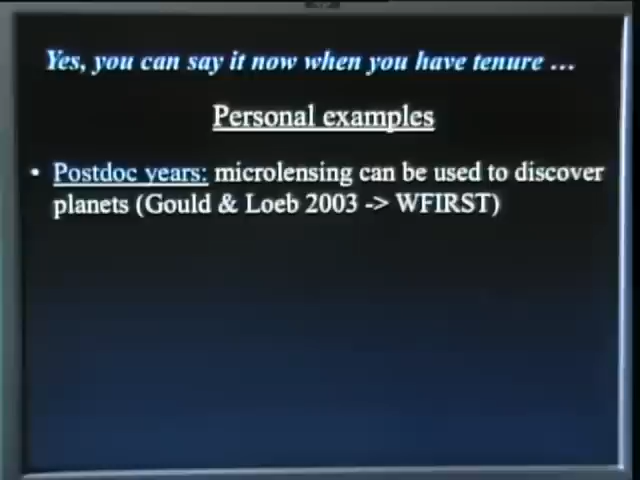 Yes, you can say it now when you have tenure ...
Personal examples
• Postdoc years: microlensing can be used to discover
planets (Gould & Loeb 2003 -> WFIRST)